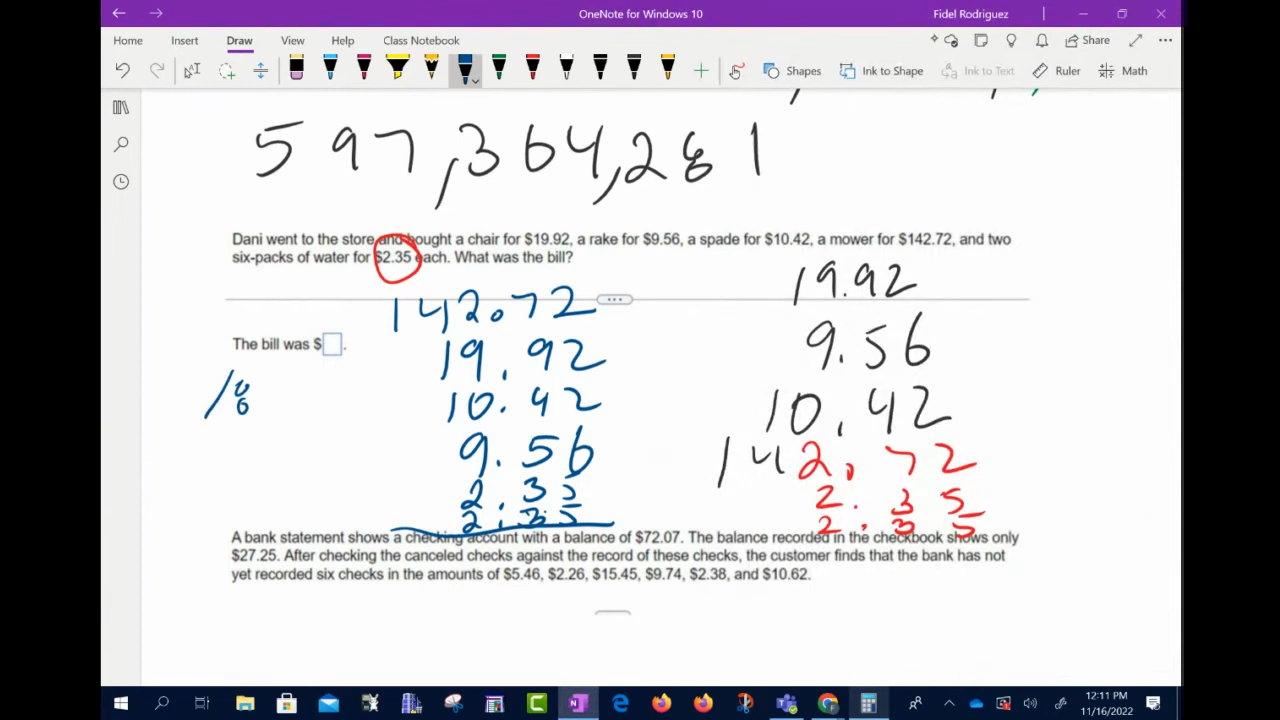 OneNote for Windows 10
Fidel Rodriguez
Home Insert Draw View Help Class Notebook
Share
Shapes Ink to Shape Ink to Text Ruler Math
597,364,281
Dani went to the store and bought a chair for $19.92, a rake for $9.56, a spade for $10.42, a mower for $142.72, and two
six-packs of water for $2.35 each. What was the bill?
The bill was $ .
142.72
19.92
10.42
9.56
2.35
2.35
19.92
9.56
10.42
142.72
2.35
2.35
A bank statement shows a checking account with a balance of $72.07. The balance recorded in the checkbook shows only
$27.25. After checking the canceled checks against the record of these checks, the customer finds that the bank has not
yet recorded six checks in the amounts of $5.46, $2.26, $15.45, $9.74, $2.38, and $10.62.
12:11 PM
11/16/2022